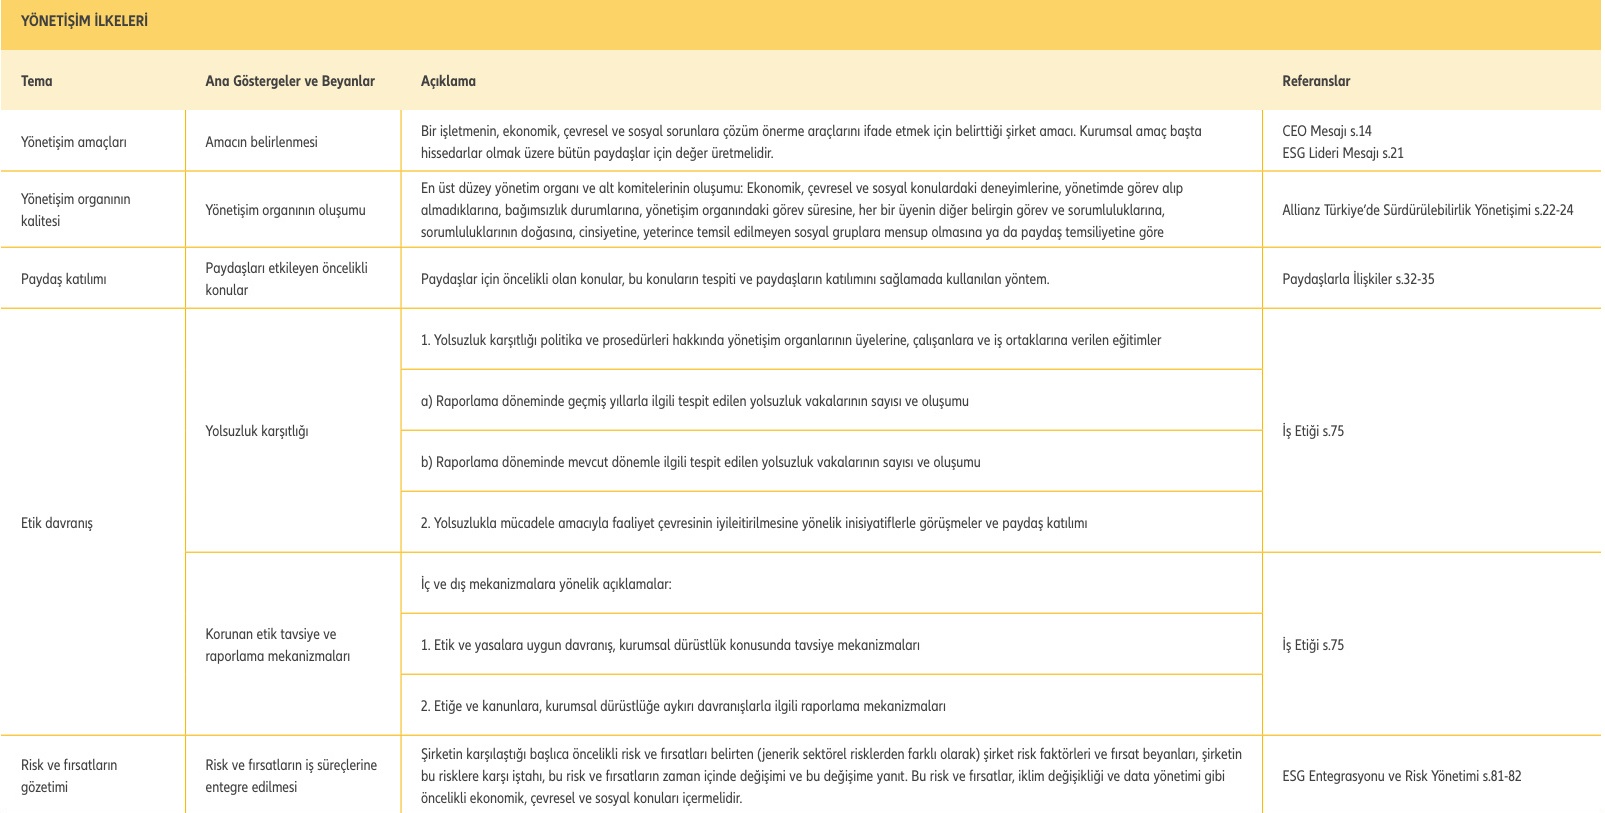 YÖNETİŞİM İLKELERİ
Tema
Ana Göstergeler ve Beyanlar
Açıklama
Referanslar
Yönetişim amaçları
Amacın belirlenmesi
Bir işletmenin, ekonomik, çevresel ve sosyal sorunlara çözüm önerme araçlarını ifade etmek için belirttiği şirket amacı. Kurumsal amaç başta
hissedarlar olmak üzere bütün paydaşlar için değer üretmelidir.
CEO Mesajı s.14
ESG Lideri Mesajı s.21
Yönetişim organının
kalitesi
Yönetişim organının oluşumu
En üst düzey yönetim organı ve alt komitelerinin oluşumu: Ekonomik, çevresel ve sosyal konulardaki deneyimlerine, yönetimde görev alıp
almadıklarına, bağımsızlık durumlarına, yönetişim organındaki görev süresine, her bir üyenin diğer belirgin görev ve sorumluluklarına,
sorumluluklarının doğasına, cinsiyetine, yeterince temsil edilmeyen sosyal gruplara mensup olmasına ya da paydaş temsiliyetine göre
Allianz Türkiye’de Sürdürülebilirlik Yönetişimi s.22-24
Paydaş katılımı
Paydaşları etkileyen öncelikli
konular
Paydaşlar için öncelikli olan konular, bu konuların tespiti ve paydaşların katılımını sağlamada kullanılan yöntem.
Paydaşlarla İlişkiler s.32-35
Etik davranış
Yolsuzluk karşıtlığı
1. Yolsuzluk karşıtlığı politika ve prosedürleri hakkında yönetişim organlarının üyelerine, çalışanlara ve iş ortaklarına verilen eğitimler
a) Raporlama döneminde geçmiş yıllarla ilgili tespit edilen yolsuzluk vakalarının sayısı ve oluşumu
b) Raporlama döneminde mevcut dönemle ilgili tespit edilen yolsuzluk vakalarının sayısı ve oluşumu
2. Yolsuzlukla mücadele amacıyla faaliyet çevresinin iyileitirilmesine yönelik inisiyatiflerle görüşmeler ve paydaş katılımı
İş Etiği s.75
Korunan etik tavsiye ve
raporlama mekanizmaları
İç ve dış mekanizmalara yönelik açıklamalar:
1. Etik ve yasalara uygun davranış, kurumsal dürüstlük konusunda tavsiye mekanizmaları
2. Etiğe ve kanunlara, kurumsal dürüstlüğe aykırı davranışlarla ilgili raporlama mekanizmaları
İş Etiği s.75
Risk ve fırsatların
gözetimi
Risk ve fırsatların iş süreçlerine
entegre edilmesi
Şirketin karşılaştığı başlıca öncelikli risk ve fırsatları belirten (jenerik sektörel risklerden farklı olarak) şirket risk faktörleri ve fırsat beyanları, şirketin
bu risklere karşı iştahı, bu risk ve fırsatların zaman içinde değişimi ve bu değişime yanıt. Bu risk ve fırsatlar, iklim değişikliği ve data yönetimi gibi
öncelikli ekonomik, çevresel ve sosyal konuları içermelidir.
ESG Entegrasyonu ve Risk Yönetimi s.81-82